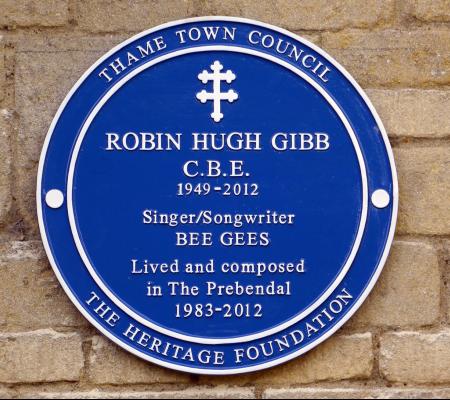 THAME TOWN COUNCIL
ROBIN HUGH GIBB
C.B.E.
1949-2012
Singer/Songwriter
BEE GEES
Lived and composed
in The Prebendal
1983-2012
THE HERITAGE FOUNDATION